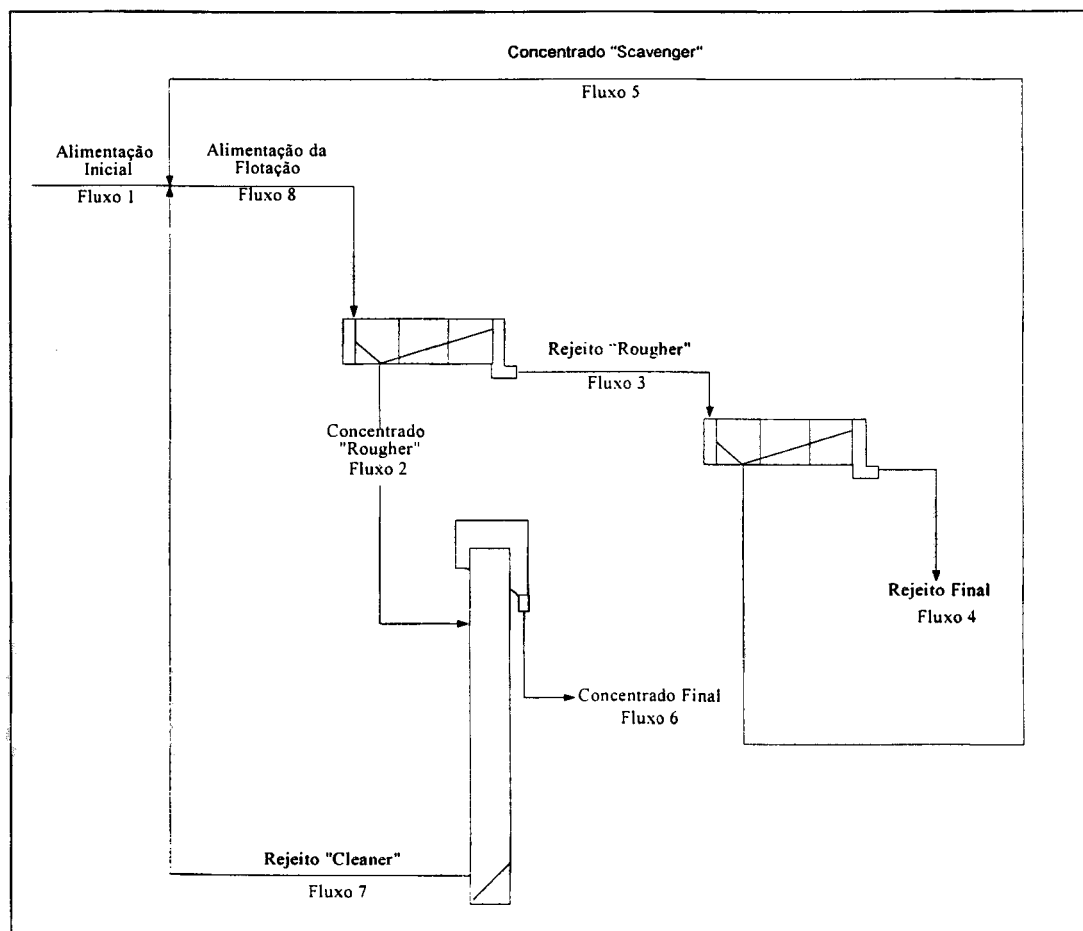 Concentrado "Scavenger"
Fluxo 5
Alimentação
Inicial
Fluxo 1
Alimentação da
Flotação
Fluxo 8
Rejeito "Rougher"
Fluxo 3
Concentrado
"Rougher"
Fluxo 2
Rejeito Final
Fluxo 4
Concentrado Final
Fluxo 6
Rejeito "Cleaner"
Fluxo 7